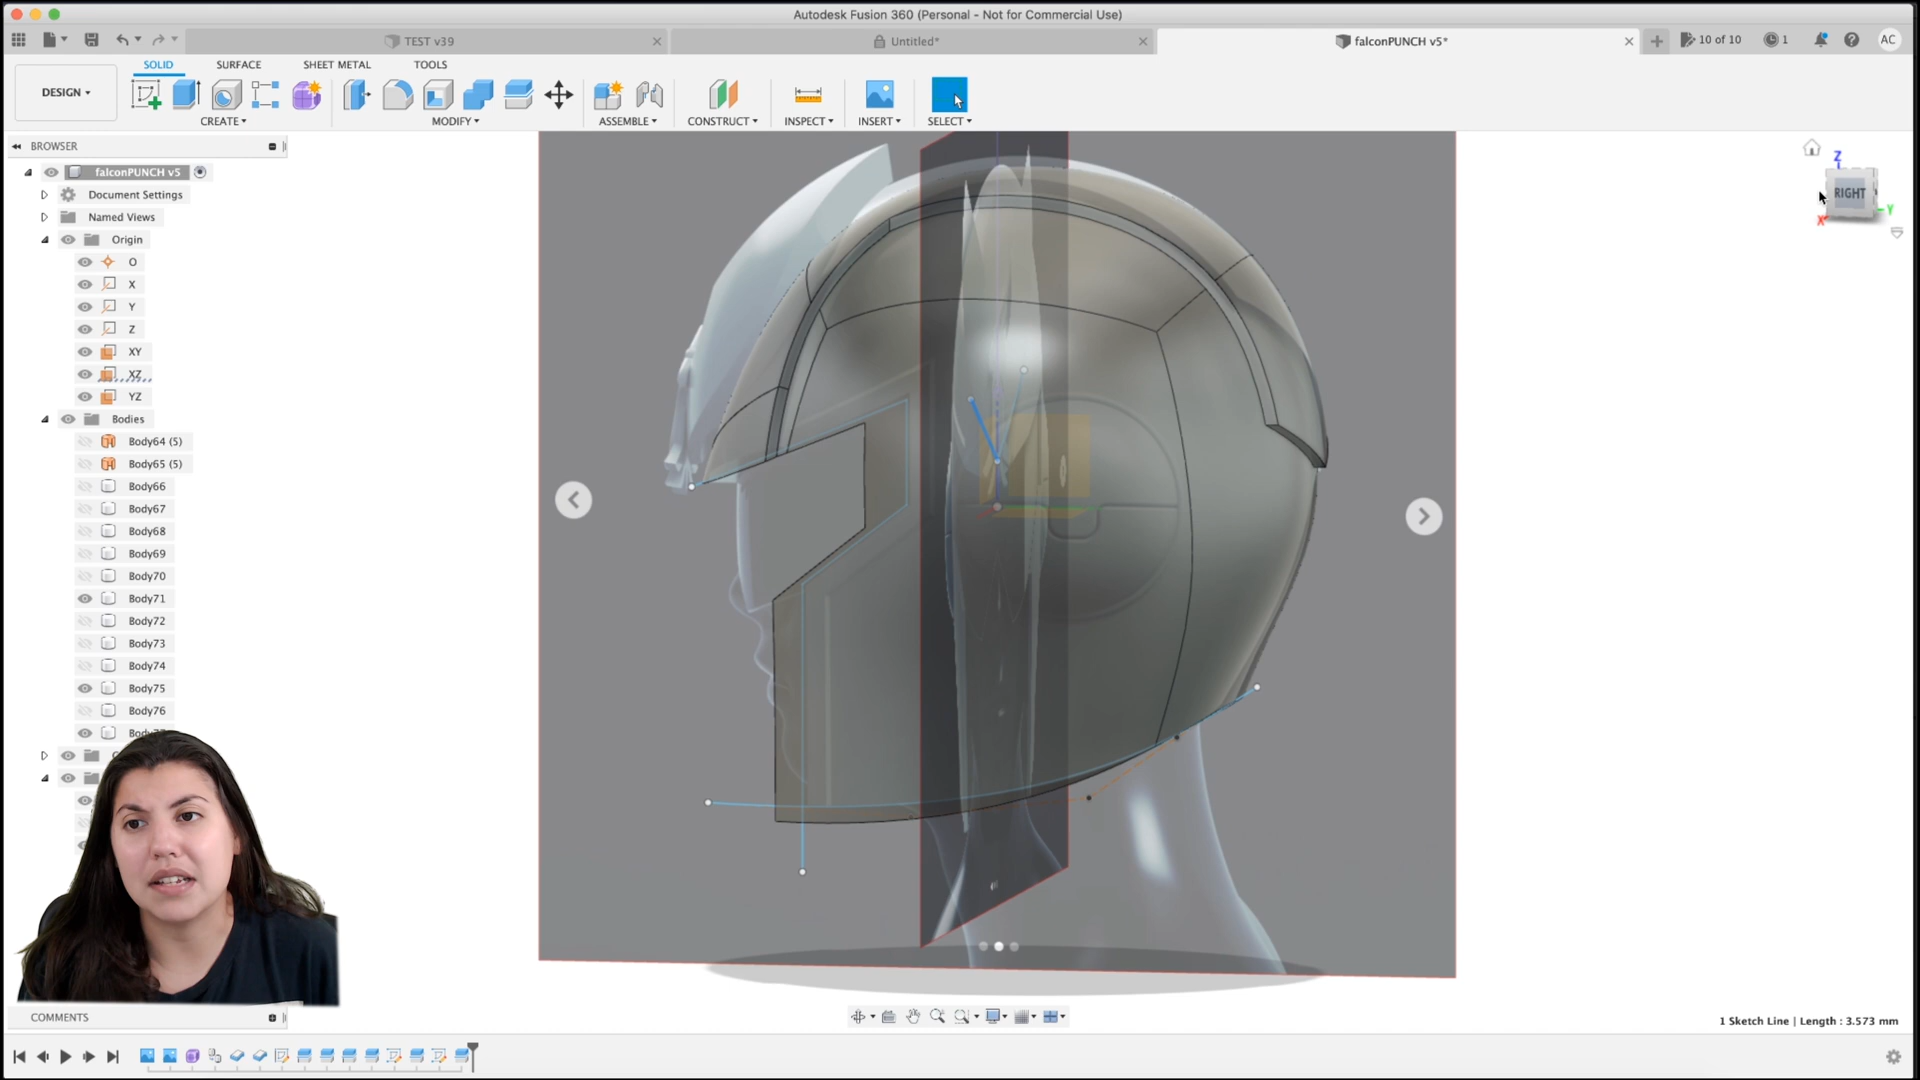 Autodesk Fusion 360 (Personal - Not for Commercial Use)
TEST v39
Untitled*
falconPUNCH v5*
10 of 10
1
AC
DESIGN
SOLID
SURFACE
SHEET METAL
TOOLS
CREATE
MODIFY
ASSEMBLE
CONSTRUCT
INSPECT
INSERT
SELECT
BROWSER
falconPUNCH v5
Document Settings
Named Views
Origin
O
X
Y
Z
XY
XZ
YZ
Bodies
Body64 (5)
Body65 (5)
Body66
Body67
Body68
Body69
Body70
Body71
Body72
Body73
Body74
Body75
Body76
Z
RIGHT
Y
X
COMMENTS
1 Sketch Line | Length : 3.573 mm